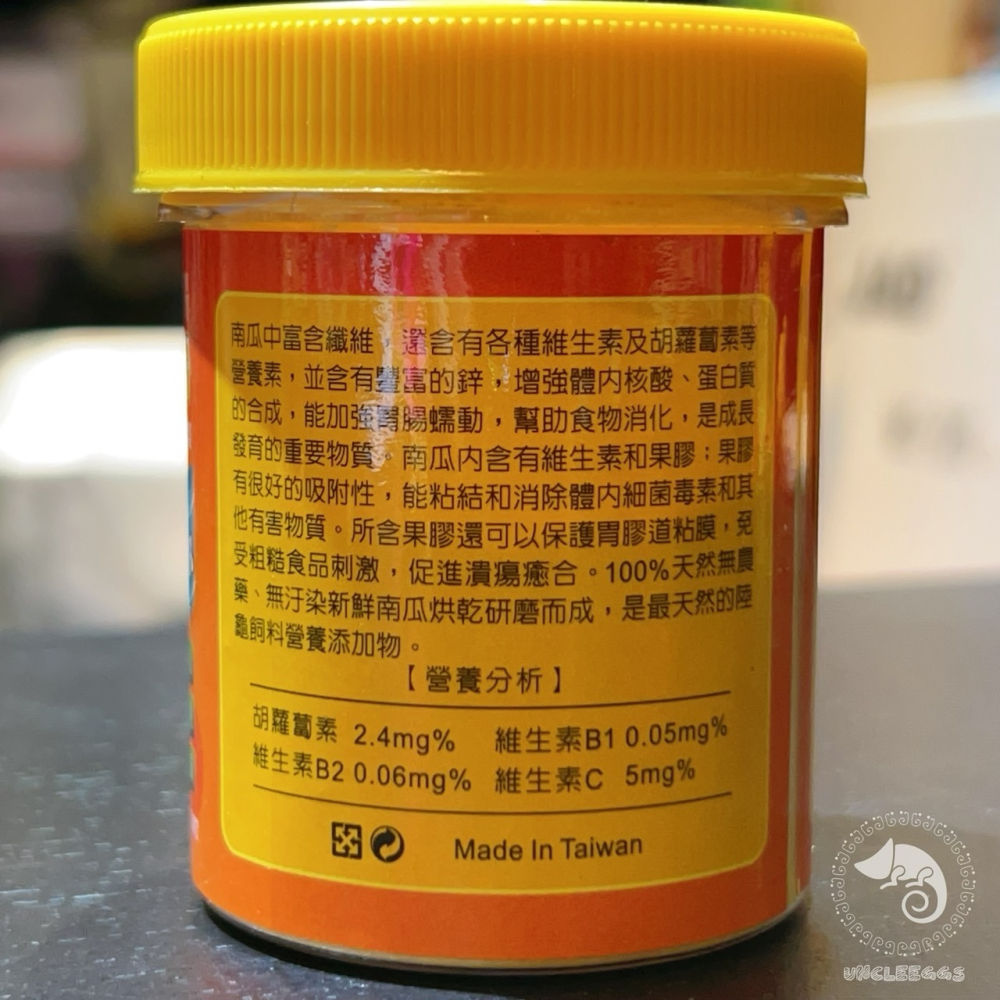 南瓜中富含纖維，還含有各種維生素及胡蘿蔔素等
營養素，並含有豐富的鋅，增強體內核酸、蛋白質
的合成，能加強胃腸蠕動，幫助食物消化，是成長
發育的重要物質。南瓜內含有維生素和果膠；果膠
有很好的吸附性，能粘結和消除體內細菌毒素和其
他有害物質。所含果膠還可以保護胃膠道粘膜，免
受粗糙食品刺激，促進潰瘍癒合。100%天然無農
藥、無汙染新鮮南瓜烘乾研磨而成，是最天然的陸
龜飼料營養添加物。
【營養分析】
胡蘿蔔素 2.4mg% 維生素B1 0.05mg%
維生素B2 0.06mg% 維生素C 5mg%
Made In Taiwan
UNCLEEGGS